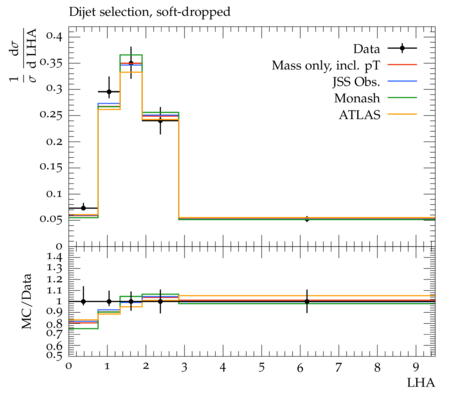 Dijet selection, soft-dropped
1/σ dσ/d LHA
0.4
0.35
0.3
0.25
0.2
0.15
0.1
0.05
0
Data
Mass only, incl. pT
JSS Obs.
Monash
ATLAS
MC/Data
1.4
1.3
1.2
1.1
1
0.9
0.8
0.7
0.6
0.5
0 1 2 3 4 5 6 7 8 9
LHA